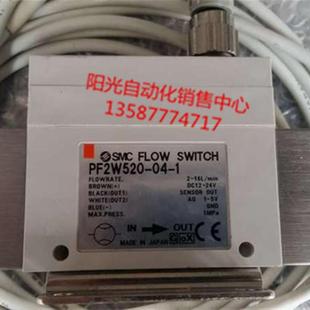 阳光自动化销售中心
13587774717
SMC FLOW SWITCH
PF2W520-04-1
FLOWRATE. 2-16L/min
BROWN(+) DC12-24V
BLACK(OUT1) SENSOR OUT
WHITE(OUT2) AO 1-5V
BLUE(-) GND
MAX.PRESS. 1MPa
IN OUT
MADE IN JAPAN